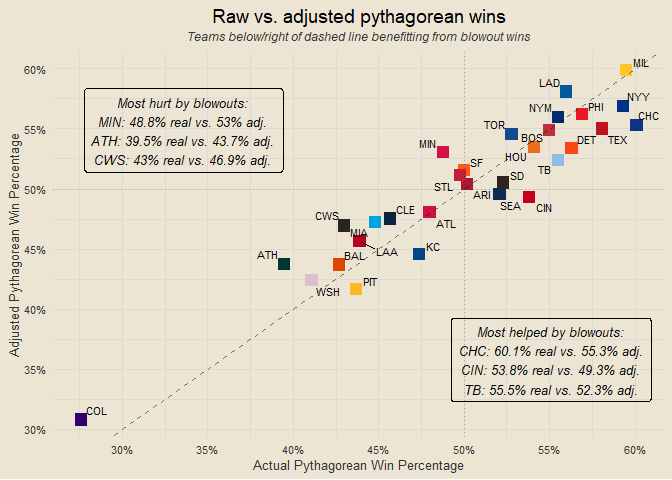 Raw vs. adjusted pythagorean wins
Teams below/right of dashed line benefitting from blowout wins
Adjusted Pythagorean Win Percentage
60%
55%
50%
45%
40%
35%
30%
Most hurt by blowouts:
MIN: 48.8% real vs. 53% adj.
ATH: 39.5% real vs. 43.7% adj.
CWS: 43% real vs. 46.9% adj.
MIL
LAD
NYY
NYM
PHI
CHC
TOR
BOS
TEX
DET
HOU
MIN
TB
SF
STL
SD
ARI
SEA
CIN
CWS
CLE
MIA
ATL
LAA
KC
ATH
BAL
WSH
PIT
COL
Most helped by blowouts:
CHC: 60.1% real vs. 55.3% adj.
CIN: 53.8% real vs. 49.3% adj.
TB: 55.5% real vs. 52.3% adj.
30%
35%
40%
45%
50%
55%
60%
Actual Pythagorean Win Percentage